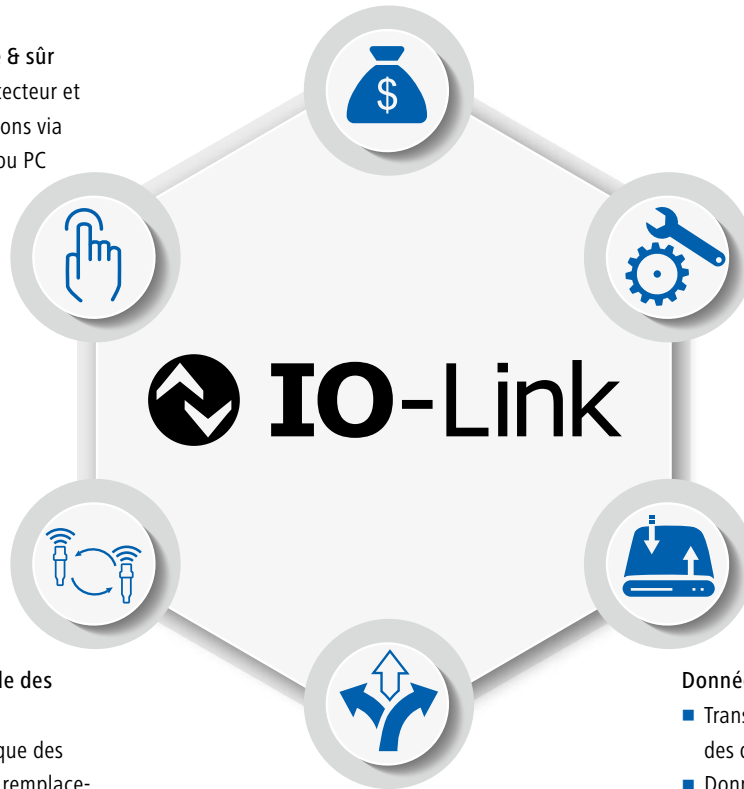 & sûr
ecteur et
ons via
ou PC
$
IO-Link
le des
que des
remplace-
Donné
Trans
des
Donn